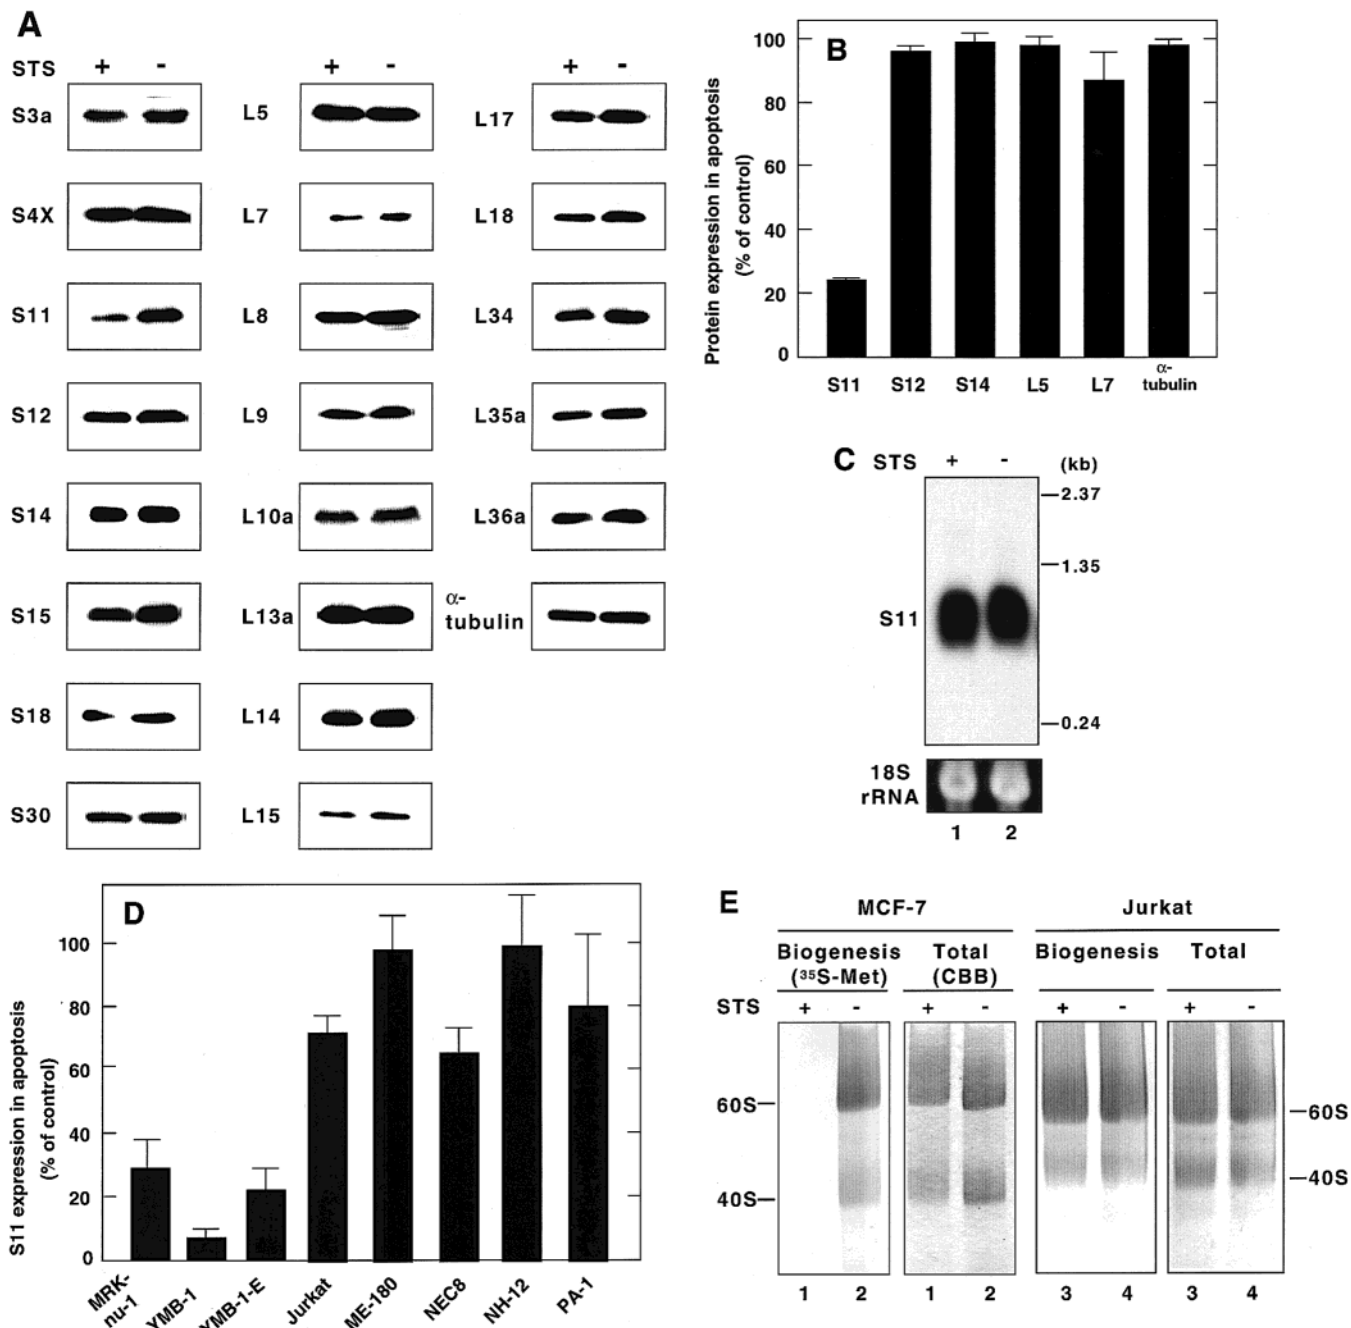 A
STS + - + - + -
S3a L5 L17
S4X L7 L18
S11 L8 L34
S12 L9 L35a
S14 L10a L36a
S15 L13a α-
tubulin
S18 L14
S30 L15
B
Protein expression in apoptosis
(% of control)
100
80
60
40
20
0
S11 S12 S14 L5 L7 α-
tubulin
C STS + - (kb)
2.37
1.35
S11
0.24
18S
rRNA
1 2
D
S11 expression in apoptosis
(% of control)
100
80
60
40
20
0
MRK-
nu-1
YMB-1
YMB-1-E
Jurkat
ME-180
NEC8
NH-12
PA-1
E MCF-7 Jurkat
Biogenesis Total Biogenesis Total
(³⁵S-Met) (CBB)
STS + - + - + - + -
60S 60S
40S 40S
1 2 1 2 3 4 3 4